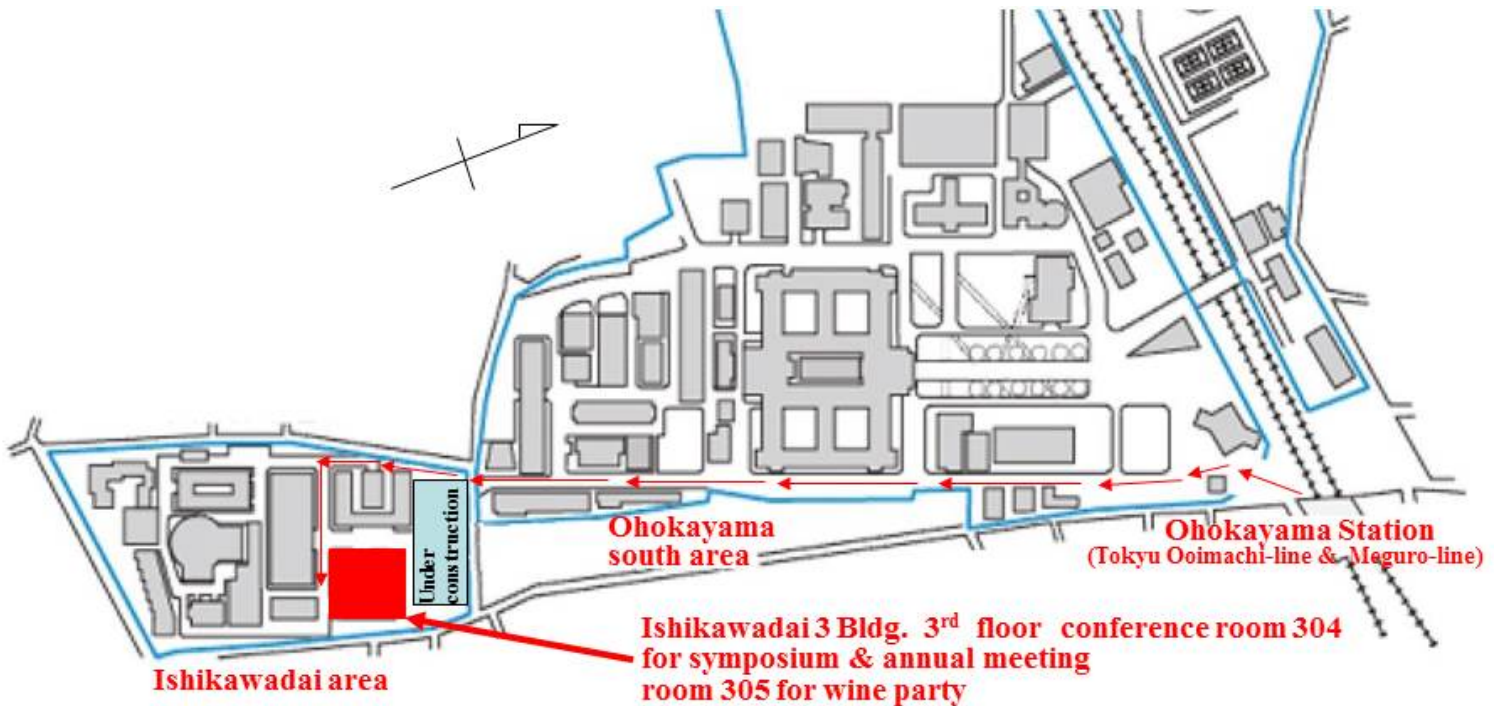 Under
construction
Ohokayama
south area
Ohokayama Station
(Tokyu Ooimachi-line & Meguro-line)
Ishikawadai 3 Bldg. 3rd floor conference room 304
for symposium & annual meeting
room 305 for wine party
Ishikawadai area